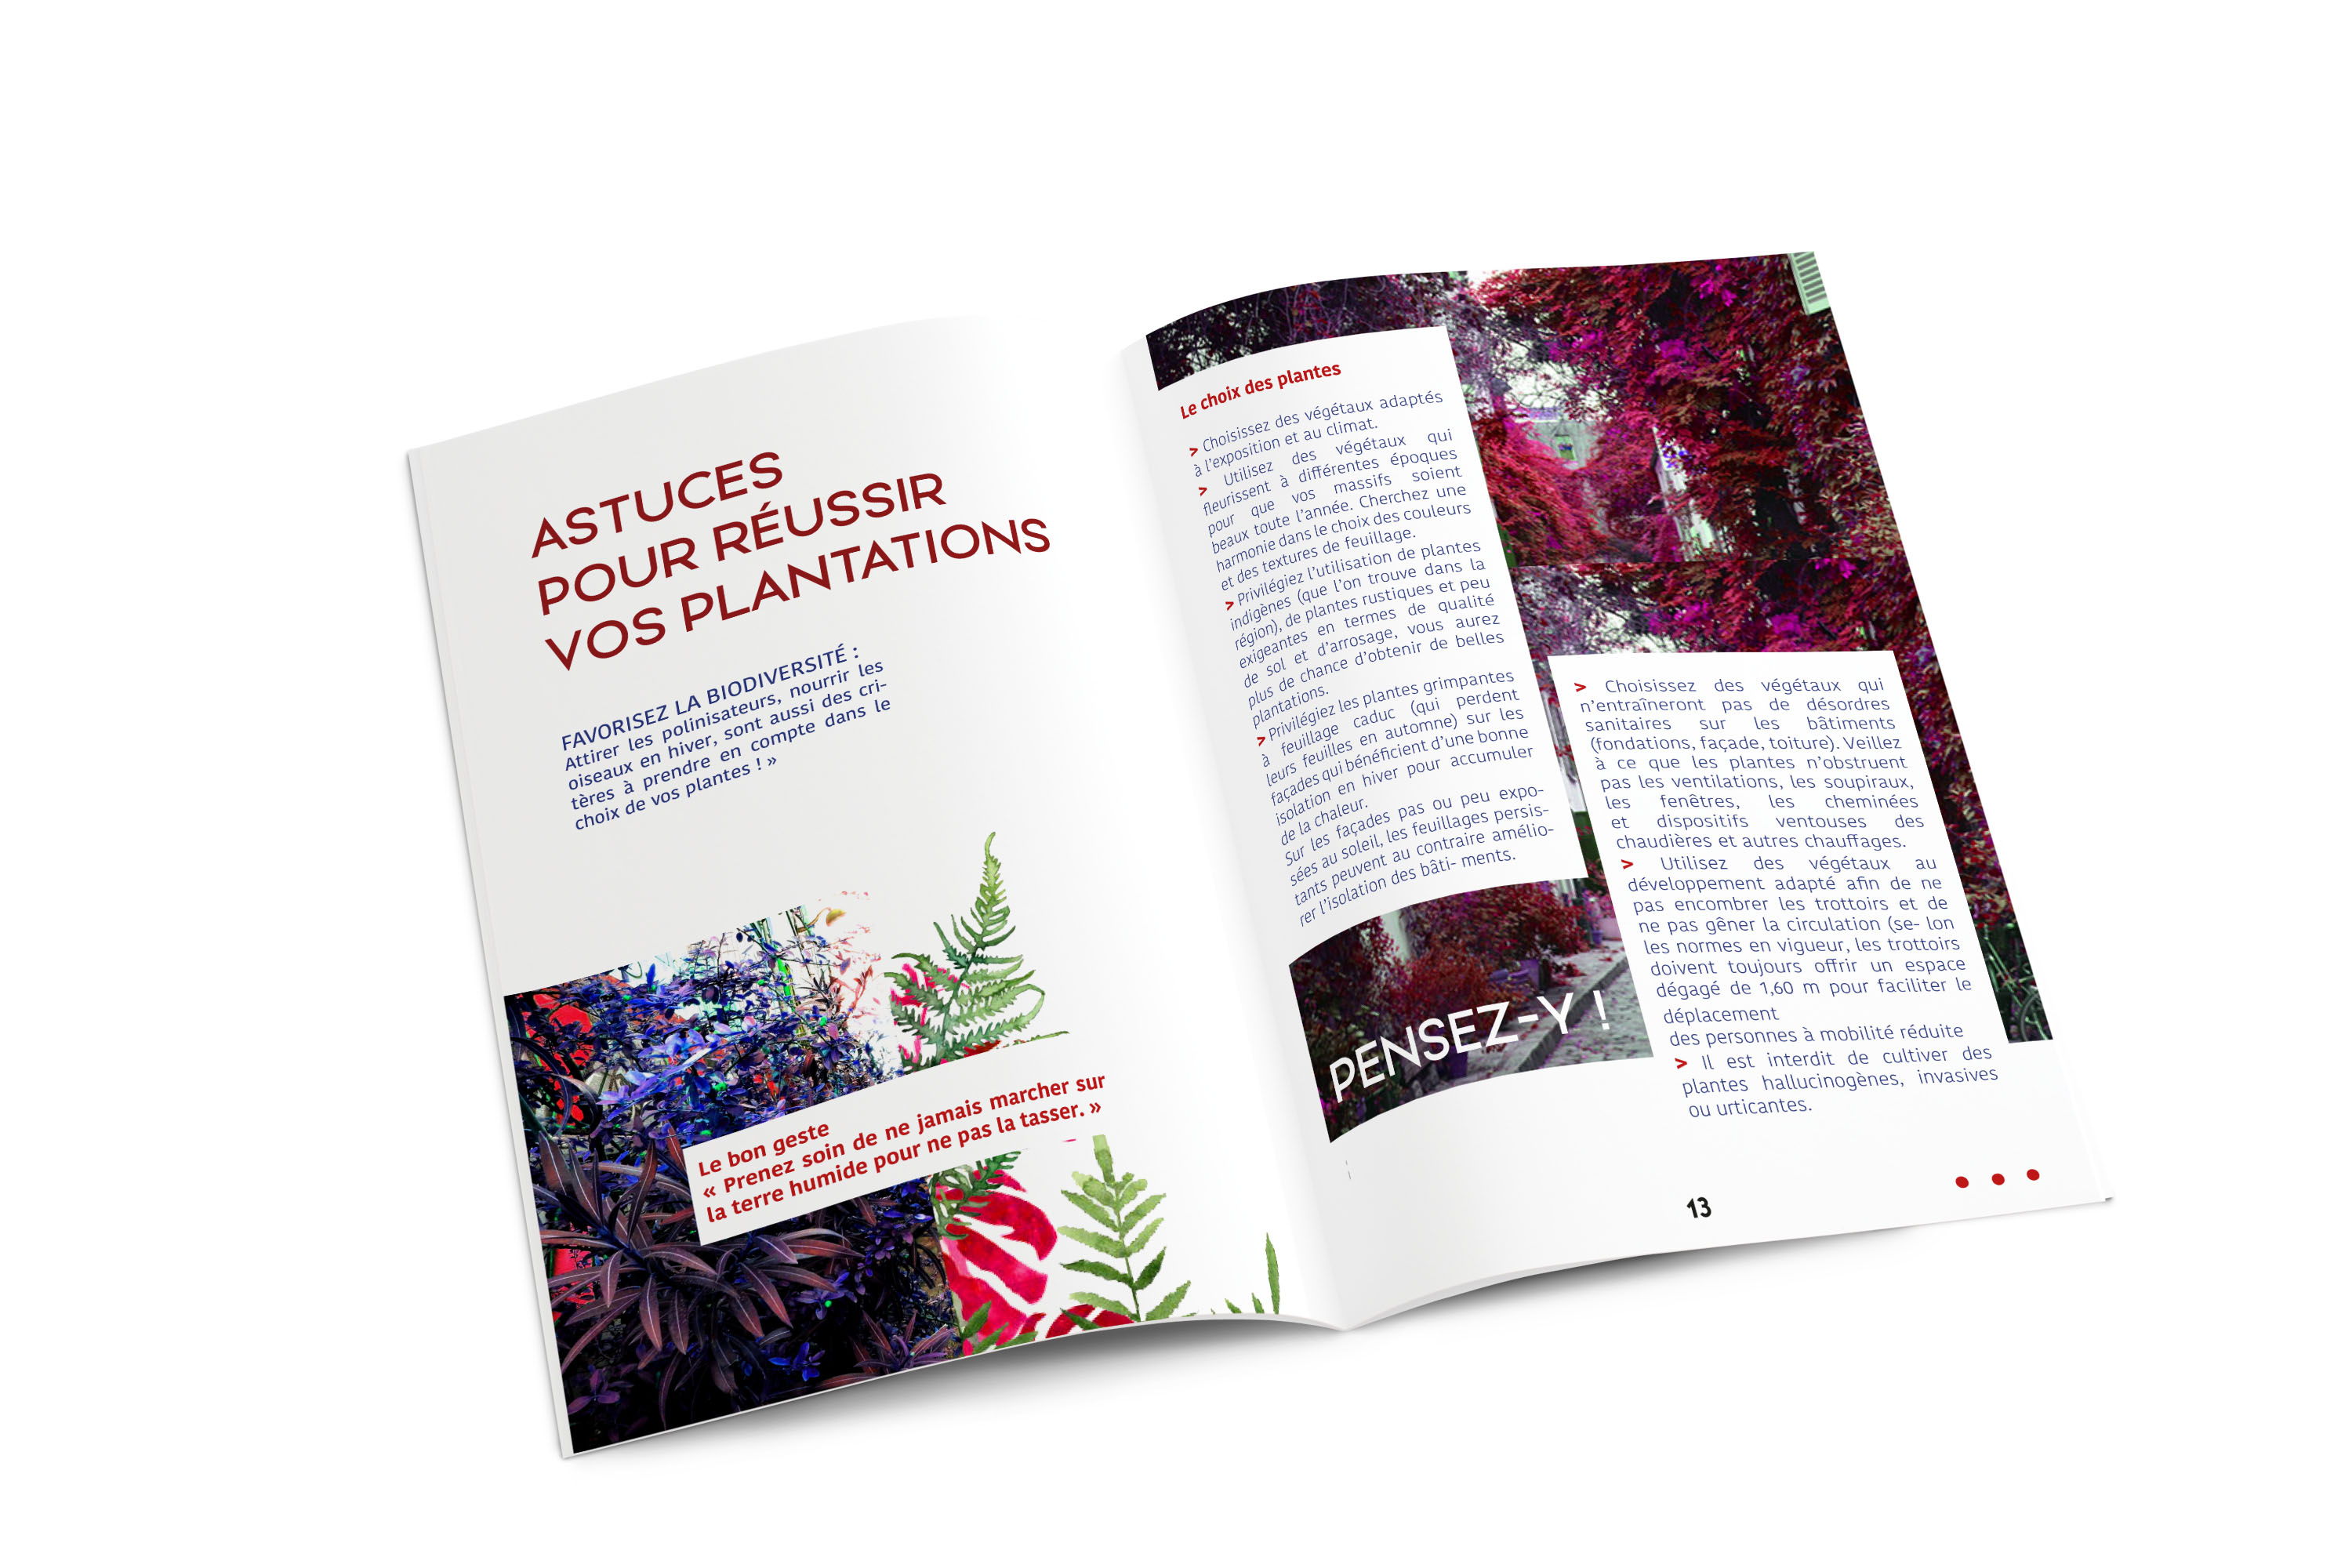 ASTUCES
POUR RÉUSSIR
VOS PLANTATIONS
FAVORISEZ LA BIODIVERSITÉ :
Attirer les polinisateurs, nourrir les
oiseaux en hiver, sont aussi des cri-
tères à prendre en compte dans le
choix de vos plantes ! »
Le bon geste
« Prenez soin de ne jamais marcher sur
la terre humide pour ne pas la tasser. »
Le choix des plantes
> Choisissez des végétaux adaptés
à l'exposition et au climat.
> Utilisez des végétaux qui
fleurissent à différentes époques
pour que vos massifs soient
beaux toute l'année. Cherchez une
harmonie dans le choix des couleurs
et des textures de feuillage.
> Privilégiez l'utilisation de plantes
indigènes (que l'on trouve dans la
région), de plantes rustiques et peu
exigeantes en termes de qualité
de sol et d'arrosage, vous aurez
plus de chance d'obtenir de belles
plantations.
> Privilégiez les plantes grimpantes
à feuillage caduc (qui perdent
leurs feuilles en automne) sur les
façades qui bénéficient d'une bonne
isolation en hiver pour accumuler
de la chaleur.
Sur les façades pas ou peu expo-
sées au soleil, les feuillages persis-
tants peuvent au contraire amélio-
rer l'isolation des bâti- ments.
PENSEZ-Y !
> Choisissez des végétaux qui
n'entraîneront pas de désordres
sanitaires sur les bâtiments
(fondations, façade, toiture). Veillez
à ce que les plantes n'obstruent
pas les ventilations, les soupiraux,
les fenêtres, les cheminées
et dispositifs ventouses des
chaudières et autres chauffages.
> Utilisez des végétaux au
développement adapté afin de ne
pas encombrer les trottoirs et de
ne pas gêner la circulation (se- lon
les normes en vigueur, les trottoirs
doivent toujours offrir un espace
dégagé de 1,60 m pour faciliter le
déplacement
des personnes à mobilité réduite
> Il est interdit de cultiver des
plantes hallucinogènes, invasives
ou urticantes.
13